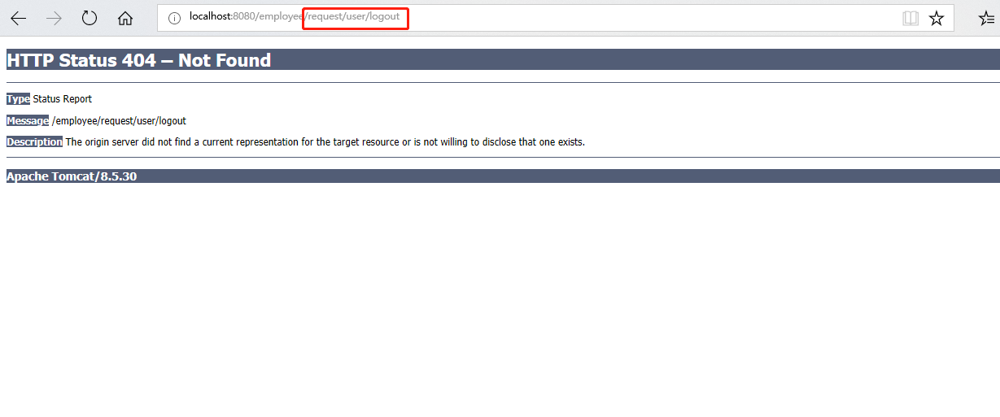 localhost:8080/employee/request/user/logout
HTTP Status 404 – Not Found
Type Status Report
Message /employee/request/user/logout
Description The origin server did not find a current representation for the target resource or is not willing to disclose that one exists.
Apache Tomcat/8.5.30